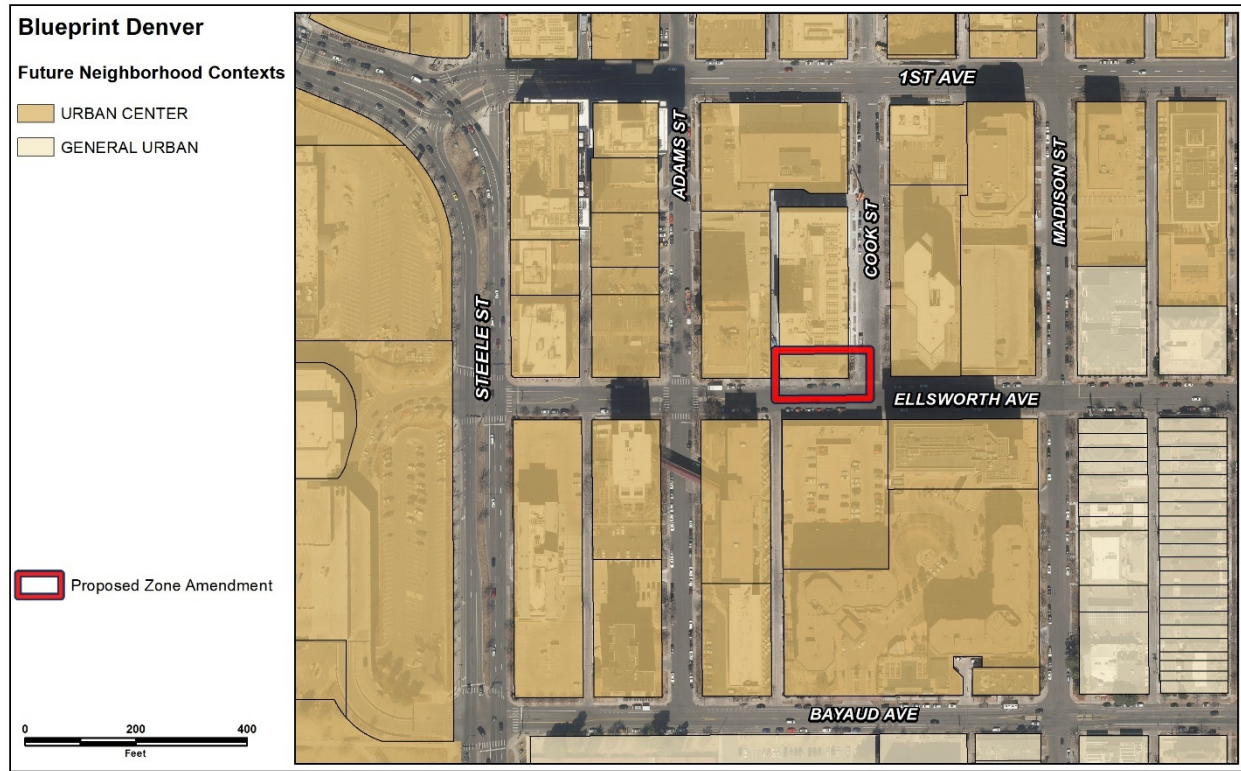 Blueprint Denver
Future Neighborhood Contexts
URBAN CENTER
GENERAL URBAN
Proposed Zone Amendment
0 200 400
Feet
1ST AVE
ADAMS ST
COOK ST
MADISON ST
STEELE ST
ELLSWORTH AVE
BAYAUD AVE